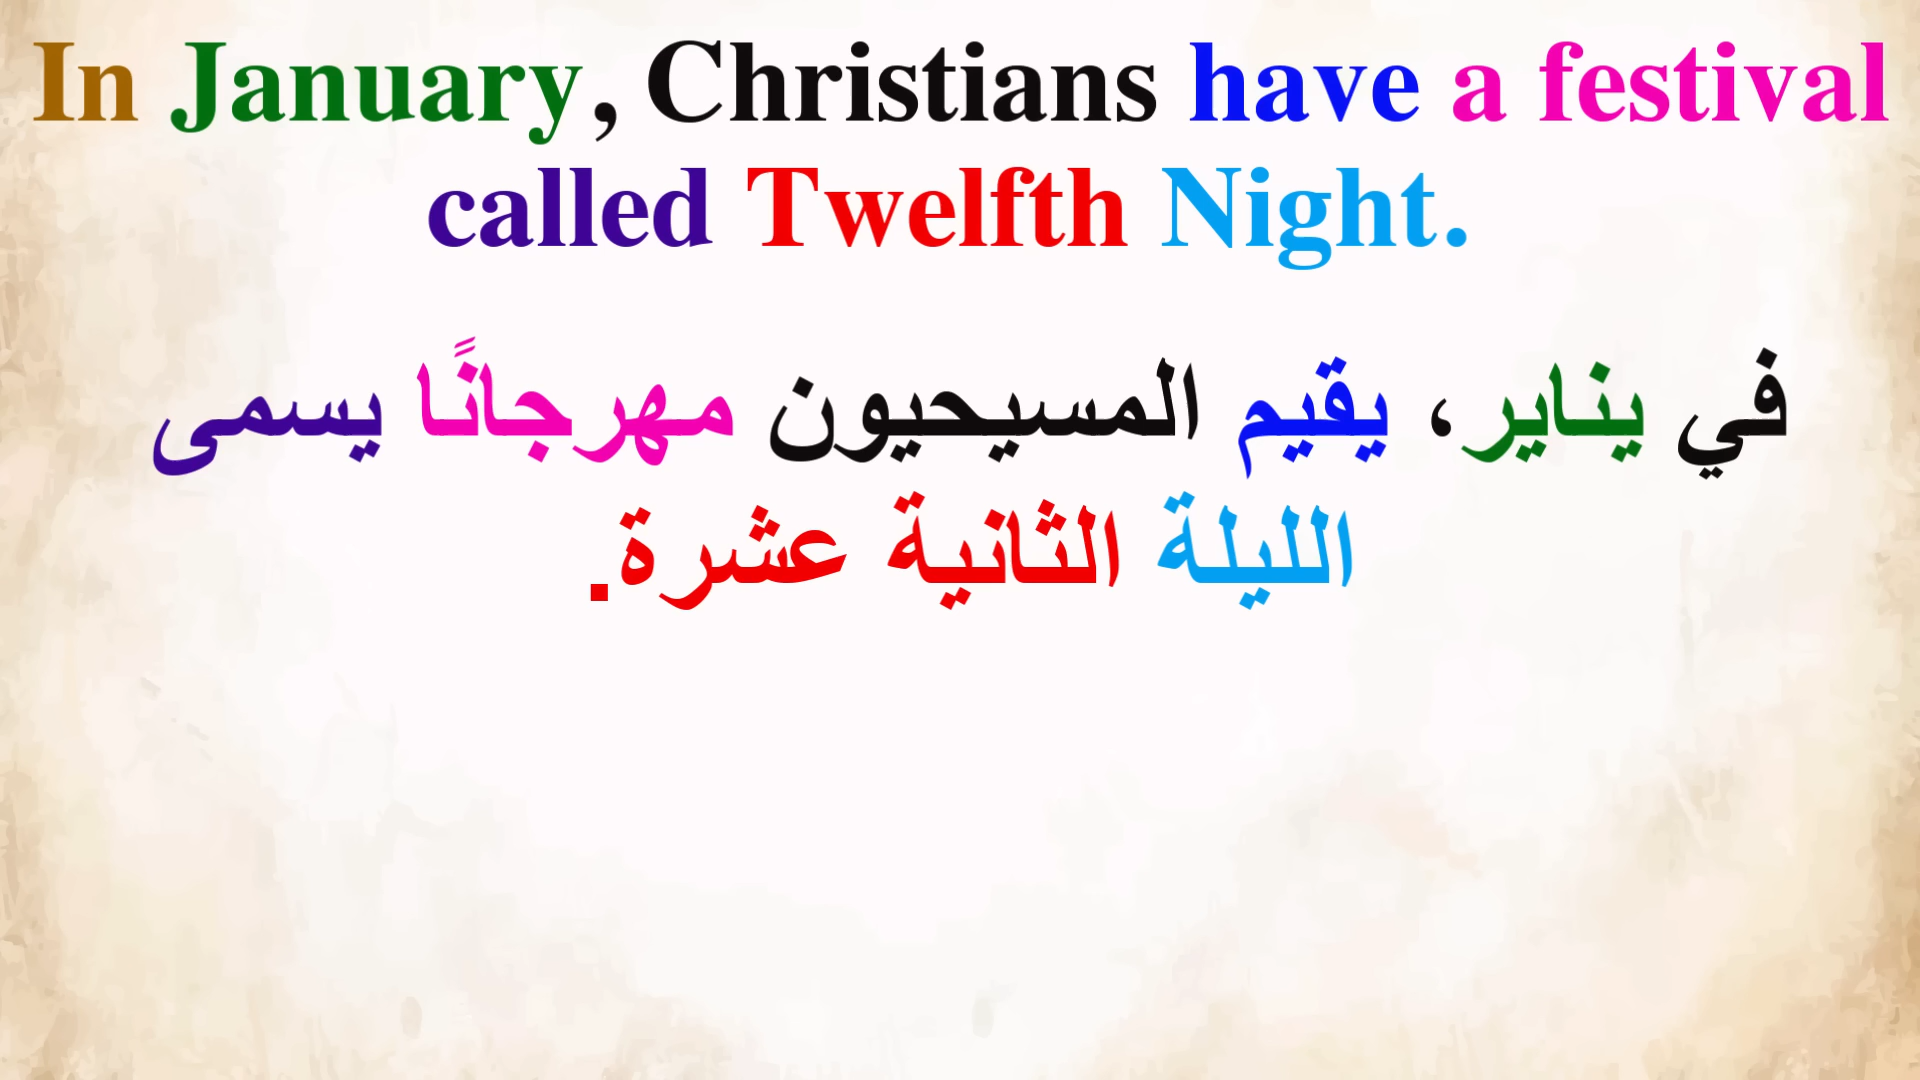 In January, Christians have a festival
called Twelfth Night.
في يناير، يقيم المسيحيون مهرجانًا يسمى
الليلة الثانية عشرة.